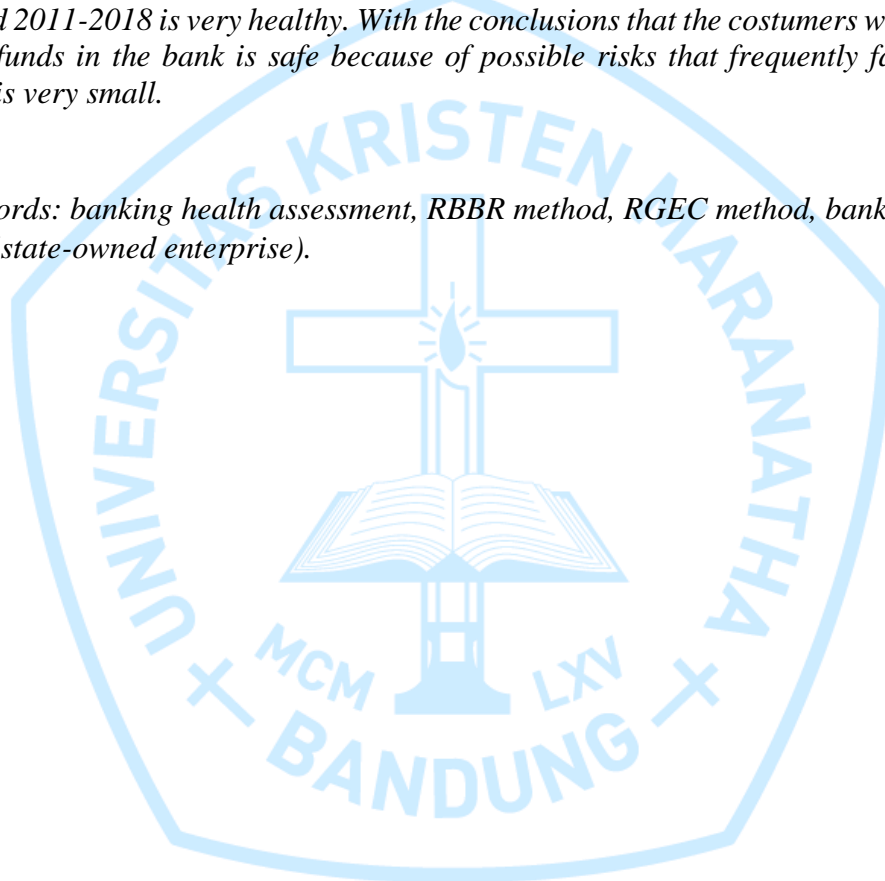 d 2011-2018 is very healthy. With the conclusions that the costumers w
funds in the bank is safe because of possible risks that frequently fa
is very small.
ords: banking health assessment, RBBR method, RGEC method, bank
state-owned enterprise).
UNIVERSITAS KRISTEN MARANATHA
MCM LXV
BANDUNG